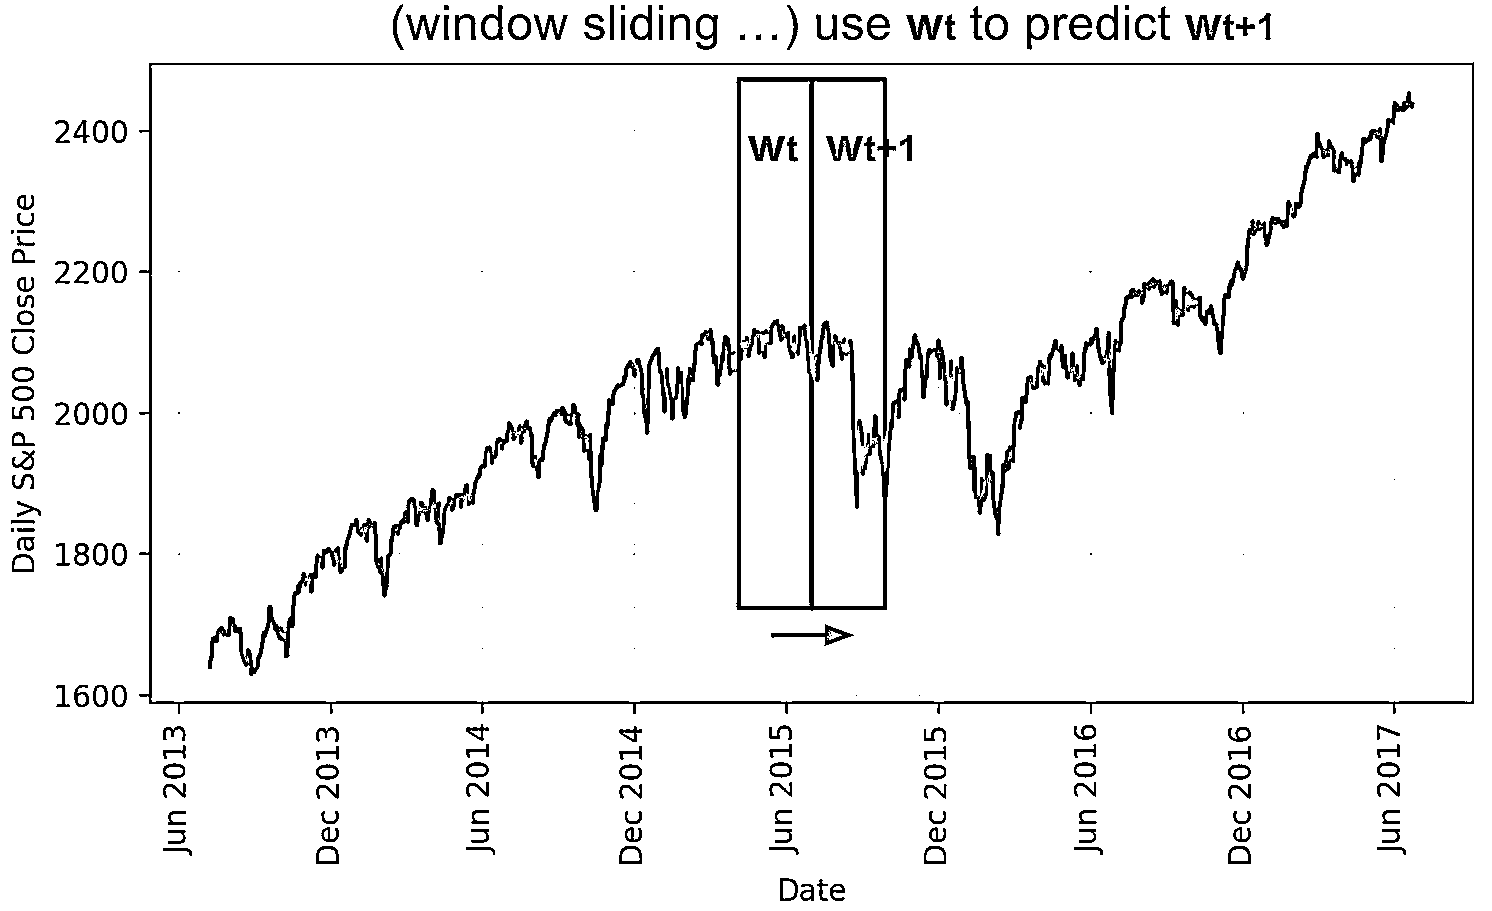 (window sliding ...) use Wt to predict Wt+1
Wt Wt+1
Daily S&P 500 Close Price
2400
2200
2000
1800
1600
Jun 2013
Dec 2013
Jun 2014
Dec 2014
Jun 2015
Dec 2015
Jun 2016
Dec 2016
Jun 2017
Date